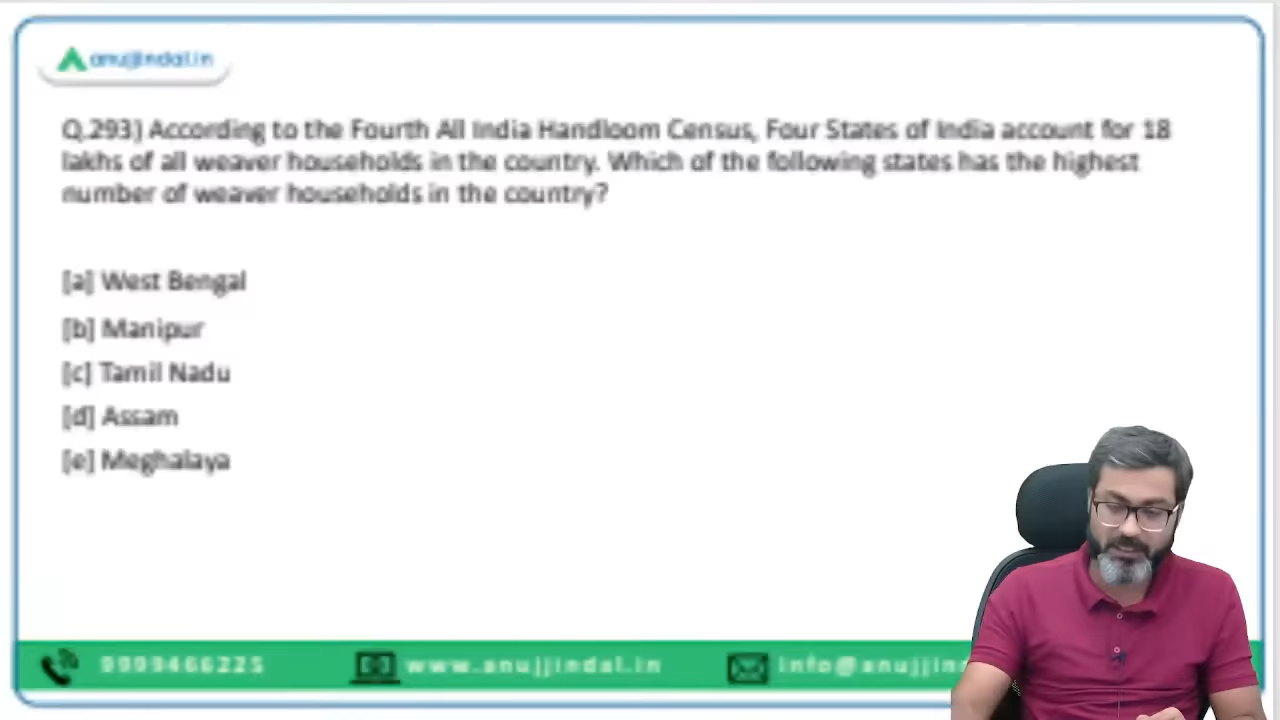 anujjindal.in
Q.293) According to the Fourth All India Handloom Census, Four States of India account for 18
lakhs of all weaver households in the country. Which of the following states has the highest
number of weaver households in the country?
[a] West Bengal
[b] Manipur
[c] Tamil Nadu
[d] Assam
[e] Meghalaya
9999466225 www.anujjindal.in info@anujjin